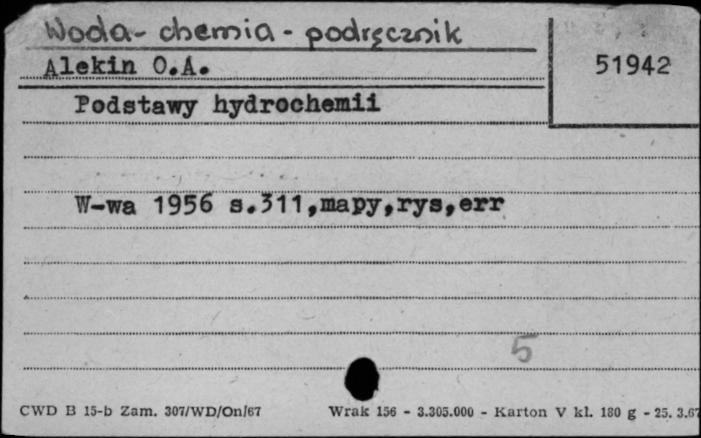 Woda - chemia - podręcznik
Alekin O.A.
51942
Podstawy hydrochemii
W-wa 1956 s.311,mapy,rys,err
5
CWD B 15-b Zam. 307/WD/On/67 Wrak 156 - 3.305.000 - Karton V kl. 180 g - 25. 3.67